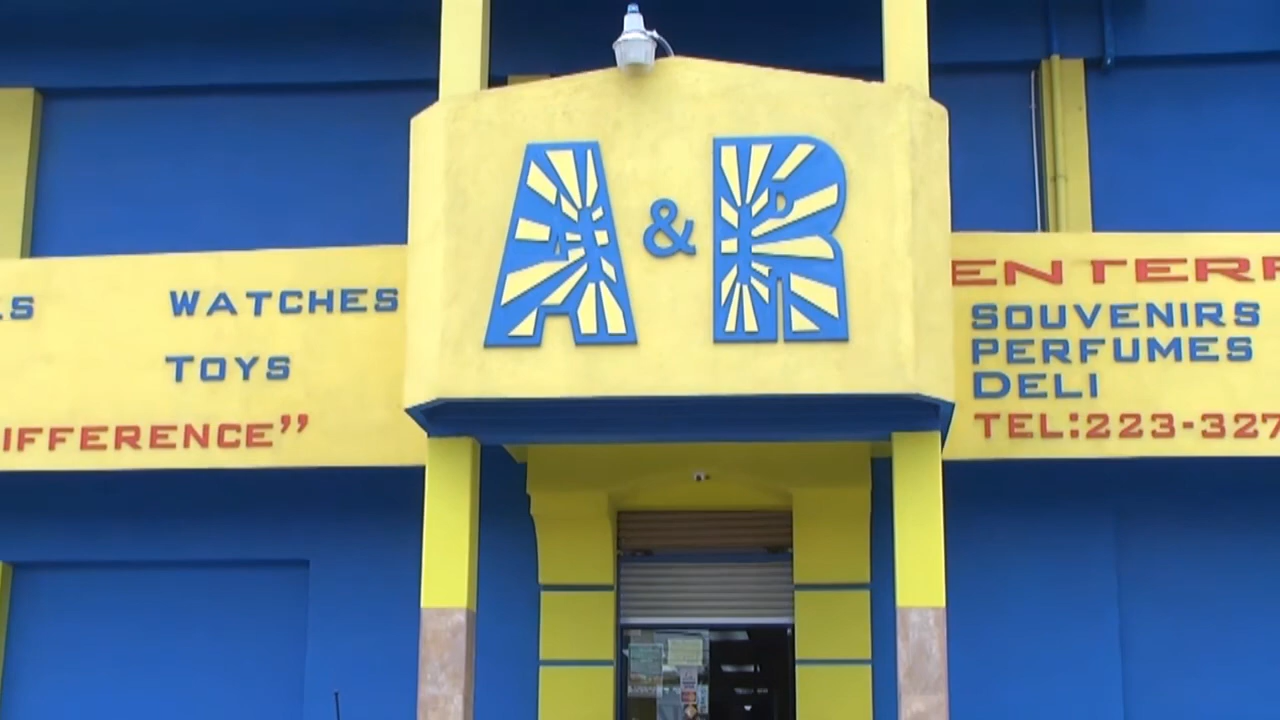 A & R
WATCHES
TOYS
IFFERENCE”
ENTERP
SOUVENIRS
PERFUMES
DELI
TEL:223-327